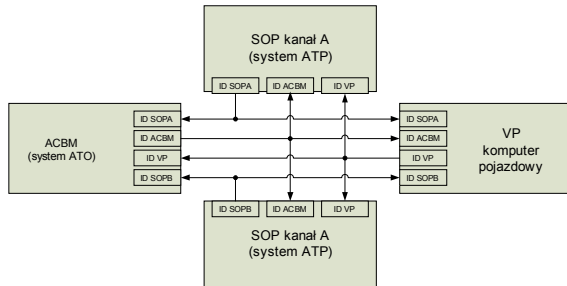 SOP kanał A
(system ATP)
ID SOPA
ID ACBM
ID VP
ACBM
(system ATO)
ID SOPA
ID ACBM
ID VP
ID SOPB
ID SOPA
ID ACBM
ID VP
ID SOPB
VP
komputer
pojazdowy
ID SOPB
ID ACBM
ID VP
SOP kanał A
(system ATP)